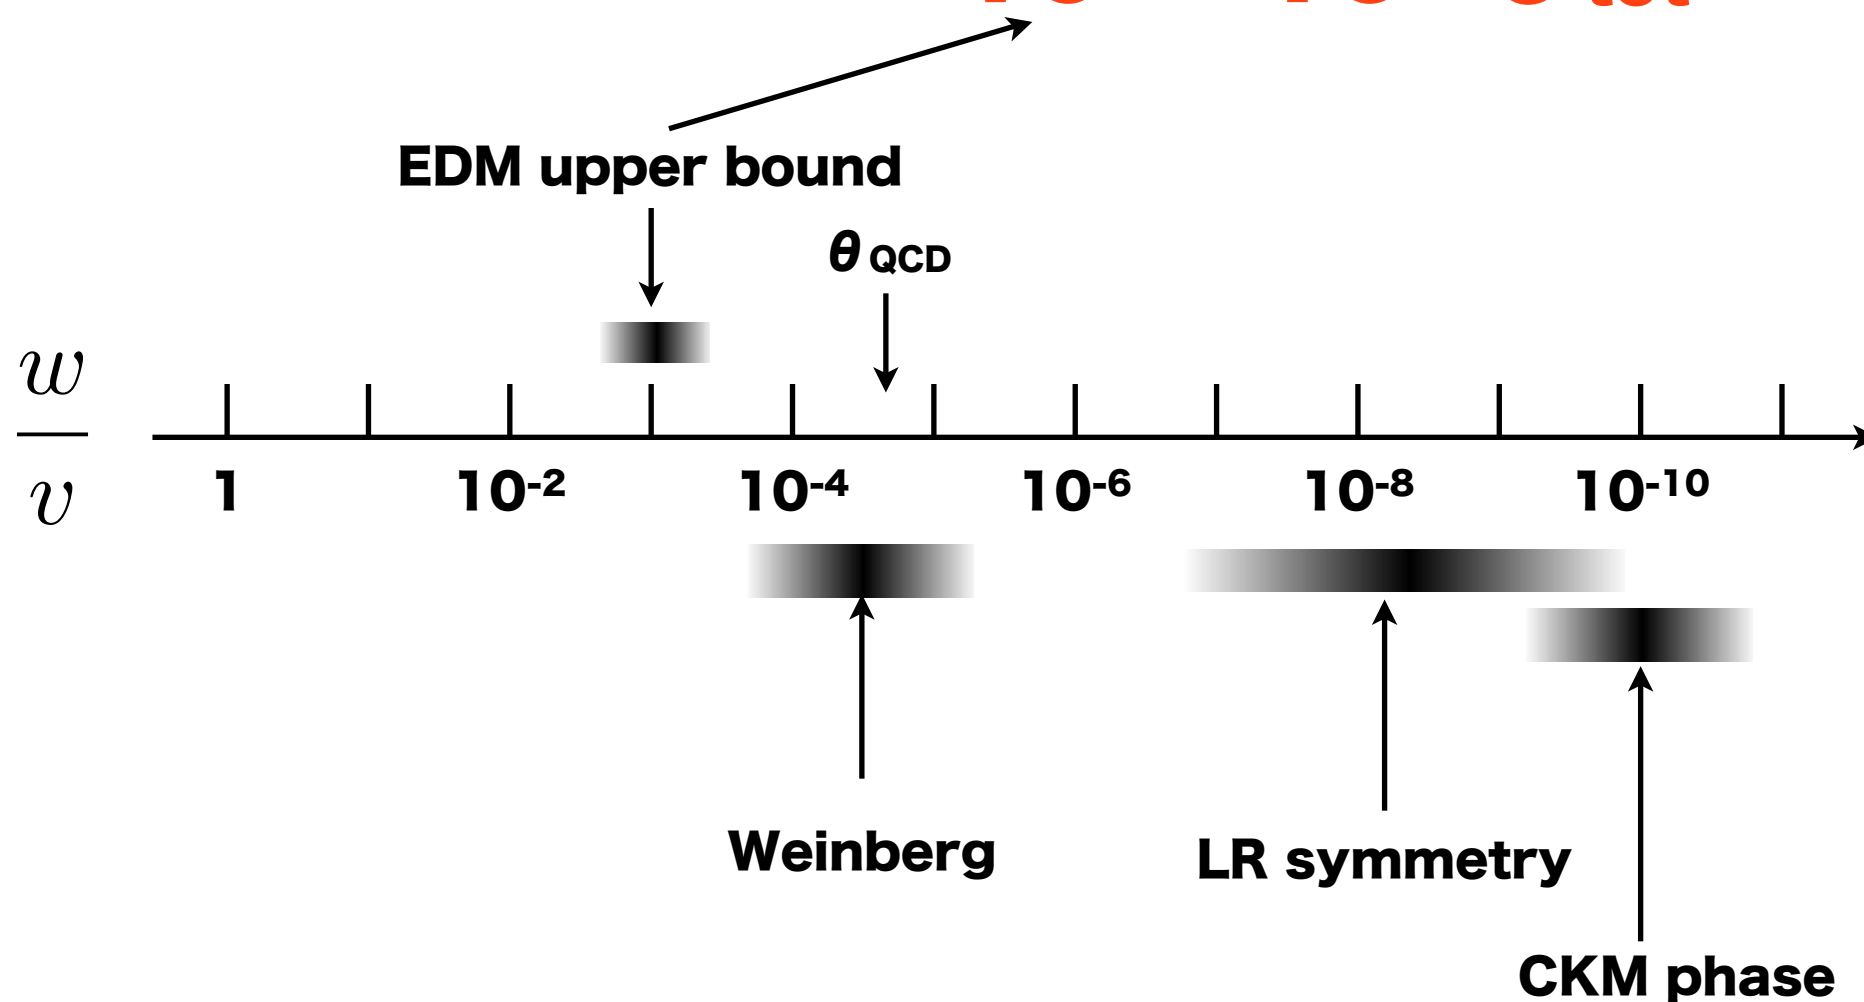 EDM upper bound
θ QCD
w
v
1 10⁻² 10⁻⁴ 10⁻⁶ 10⁻⁸ 10⁻¹⁰
Weinberg
LR symmetry
CKM phase